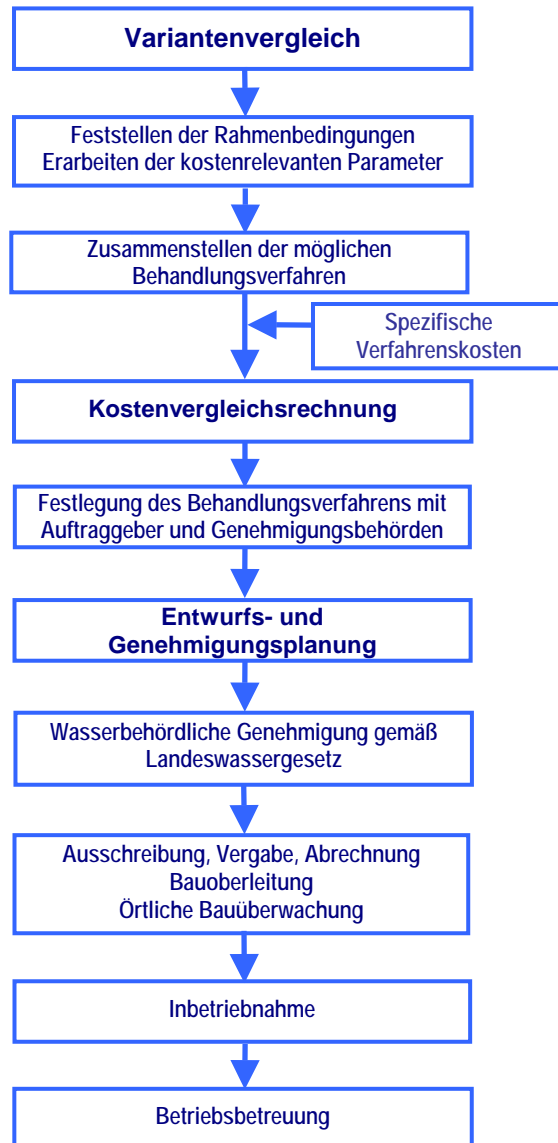 Variantenvergleich
Feststellen der Rahmenbedingungen
Erarbeiten der kostenrelevanten Parameter
Zusammenstellen der möglichen
Behandlungsverfahren
Spezifische
Verfahrenskosten
Kostenvergleichsrechnung
Festlegung des Behandlungsverfahrens mit
Auftraggeber und Genehmigungsbehörden
Entwurfs- und
Genehmigungsplanung
Wasserbehördliche Genehmigung gemäß
Landeswassergesetz
Ausschreibung, Vergabe, Abrechnung
Bauoberleitung
Örtliche Bauüberwachung
Inbetriebnahme
Betriebsbetreuung